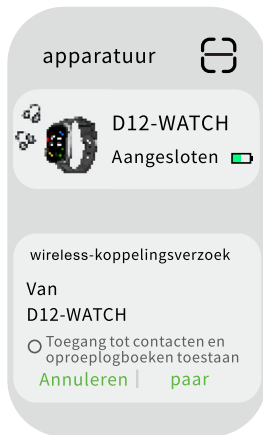 apparatuur
D12-WATCH
Aangesloten
wireless-koppelingsverzoek
Van
D12-WATCH
Toegang tot contacten en
oproeplogboeken toestaan
Annuleren | paar